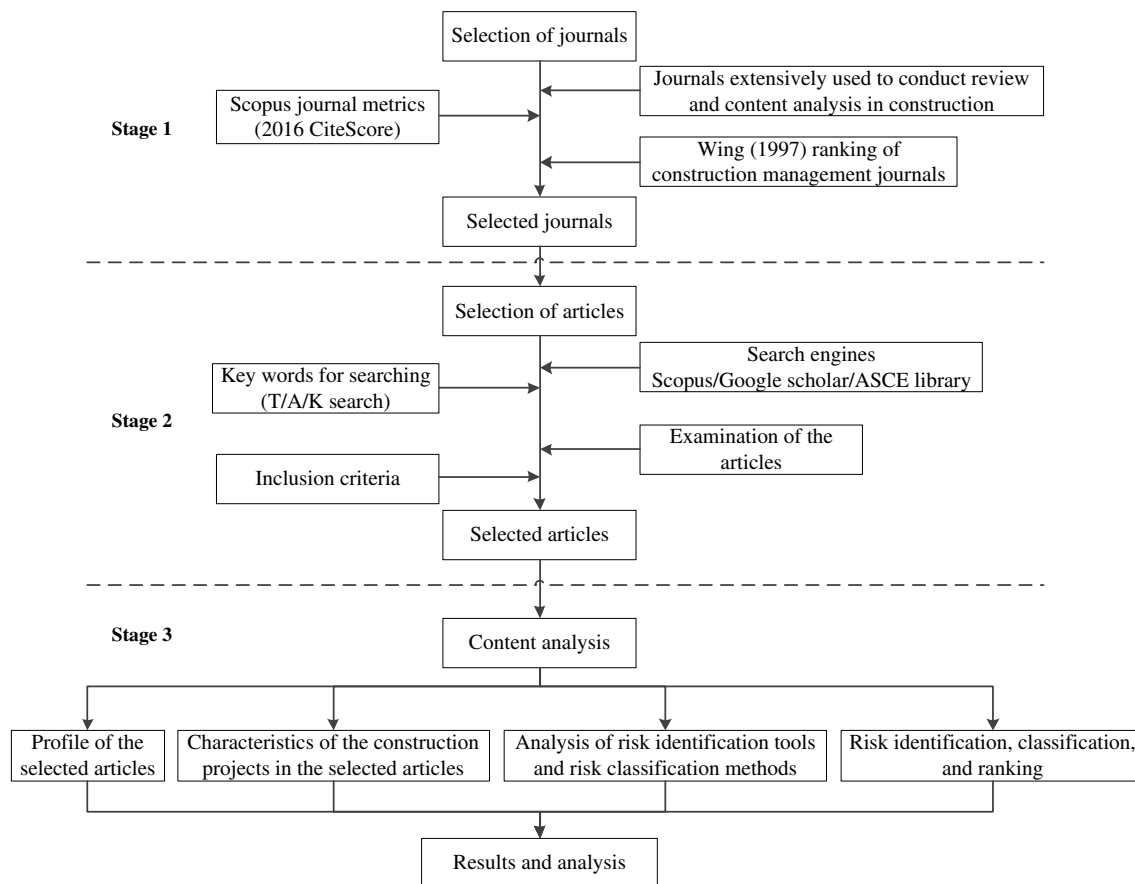 Selection of journals
Journals extensively used to conduct review
and content analysis in construction
Scopus journal metrics
(2016 CiteScore)
Stage 1
Wing (1997) ranking of
construction management journals
Selected journals
Selection of articles
Search engines
Scopus/Google scholar/ASCE library
Key words for searching
(T/A/K search)
Stage 2
Examination of the
articles
Inclusion criteria
Selected articles
Stage 3
Content analysis
Profile of the
selected articles
Characteristics of the construction
projects in the selected articles
Analysis of risk identification tools
and risk classification methods
Risk identification, classification,
and ranking
Results and analysis